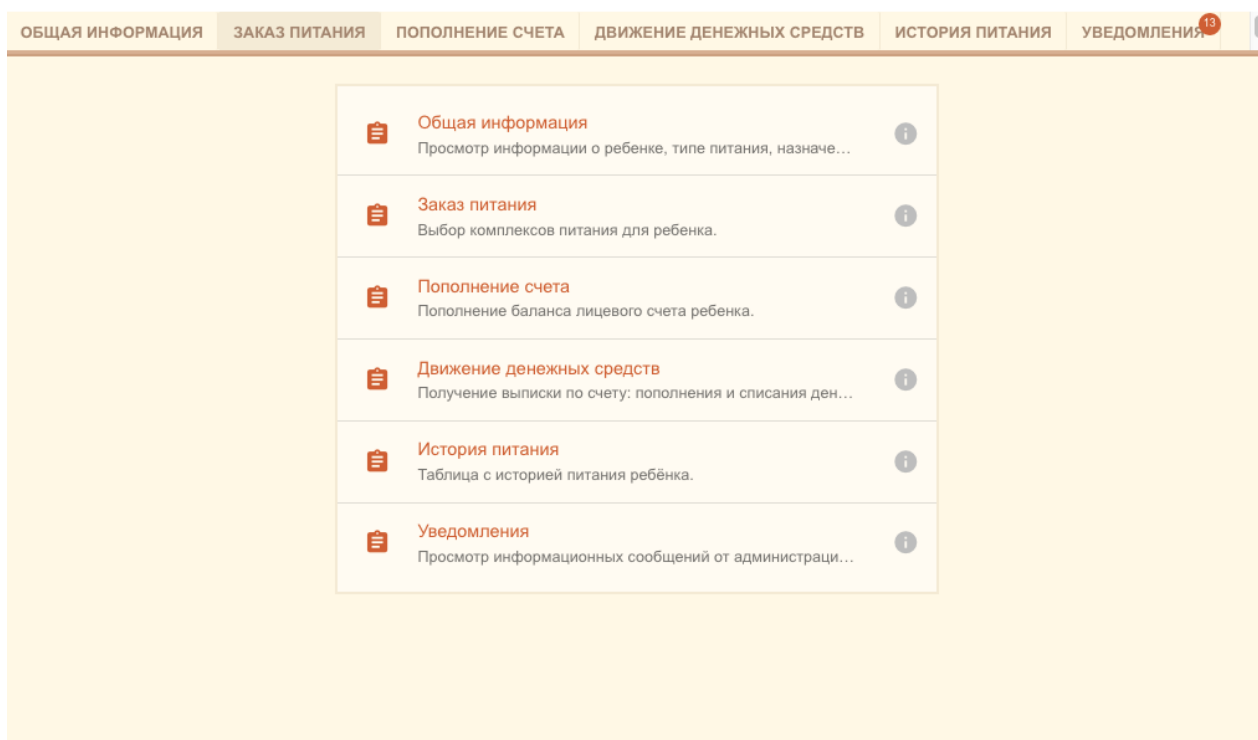 ОБЩАЯ ИНФОРМАЦИЯ ЗАКАЗ ПИТАНИЯ ПОПОЛНЕНИЕ СЧЕТА ДВИЖЕНИЕ ДЕНЕЖНЫХ СРЕДСТВ ИСТОРИЯ ПИТАНИЯ УВЕДОМЛЕНИЯ 13
Общая информация
Просмотр информации о ребенке, типе питания, назначе...
Заказ питания
Выбор комплексов питания для ребенка.
Пополнение счета
Пополнение баланса лицевого счета ребенка.
Движение денежных средств
Получение выписки по счету: пополнения и списания ден...
История питания
Таблица с историей питания ребёнка.
Уведомления
Просмотр информационных сообщений от администраци...